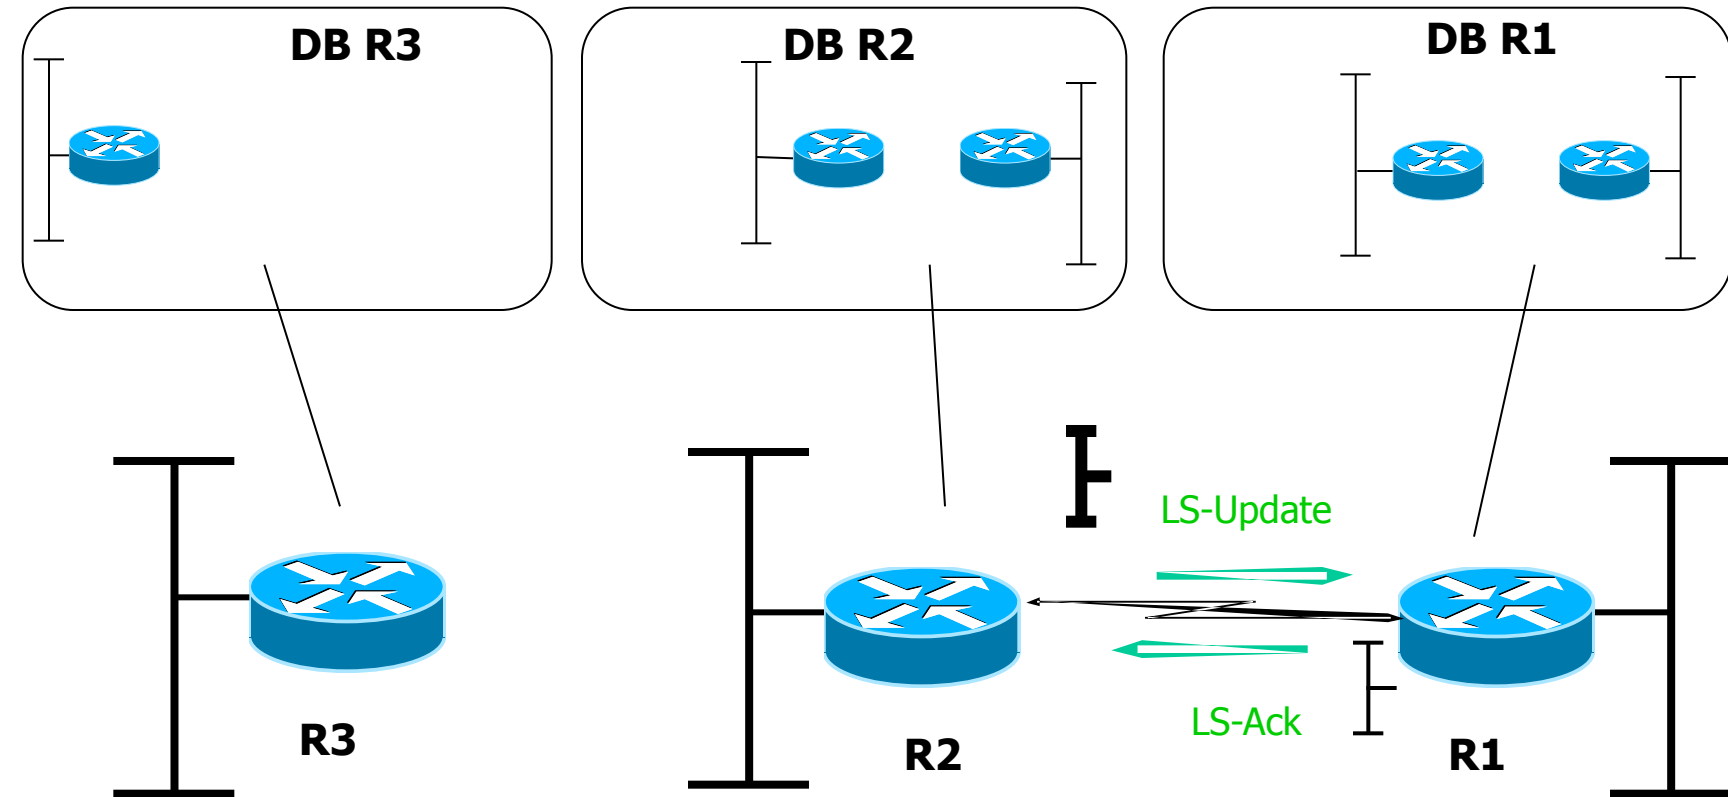 DB R3
DB R2
DB R1
LS-Update
LS-Ack
R3
R2
R1